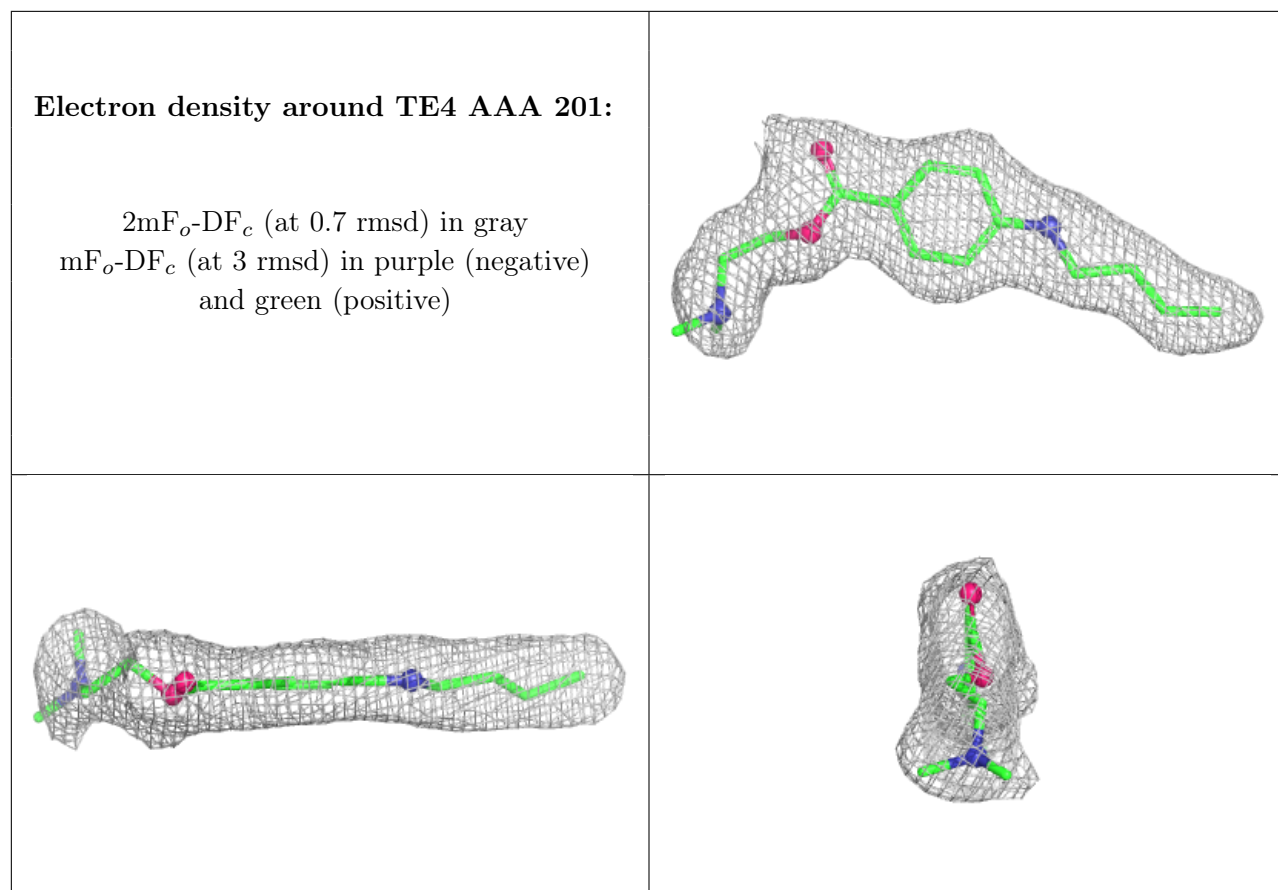 Electron density around TE4 AAA 201:
2mFₒ-DF𝒸 (at 0.7 rmsd) in gray
mFₒ-DF𝒸 (at 3 rmsd) in purple (negative)
and green (positive)